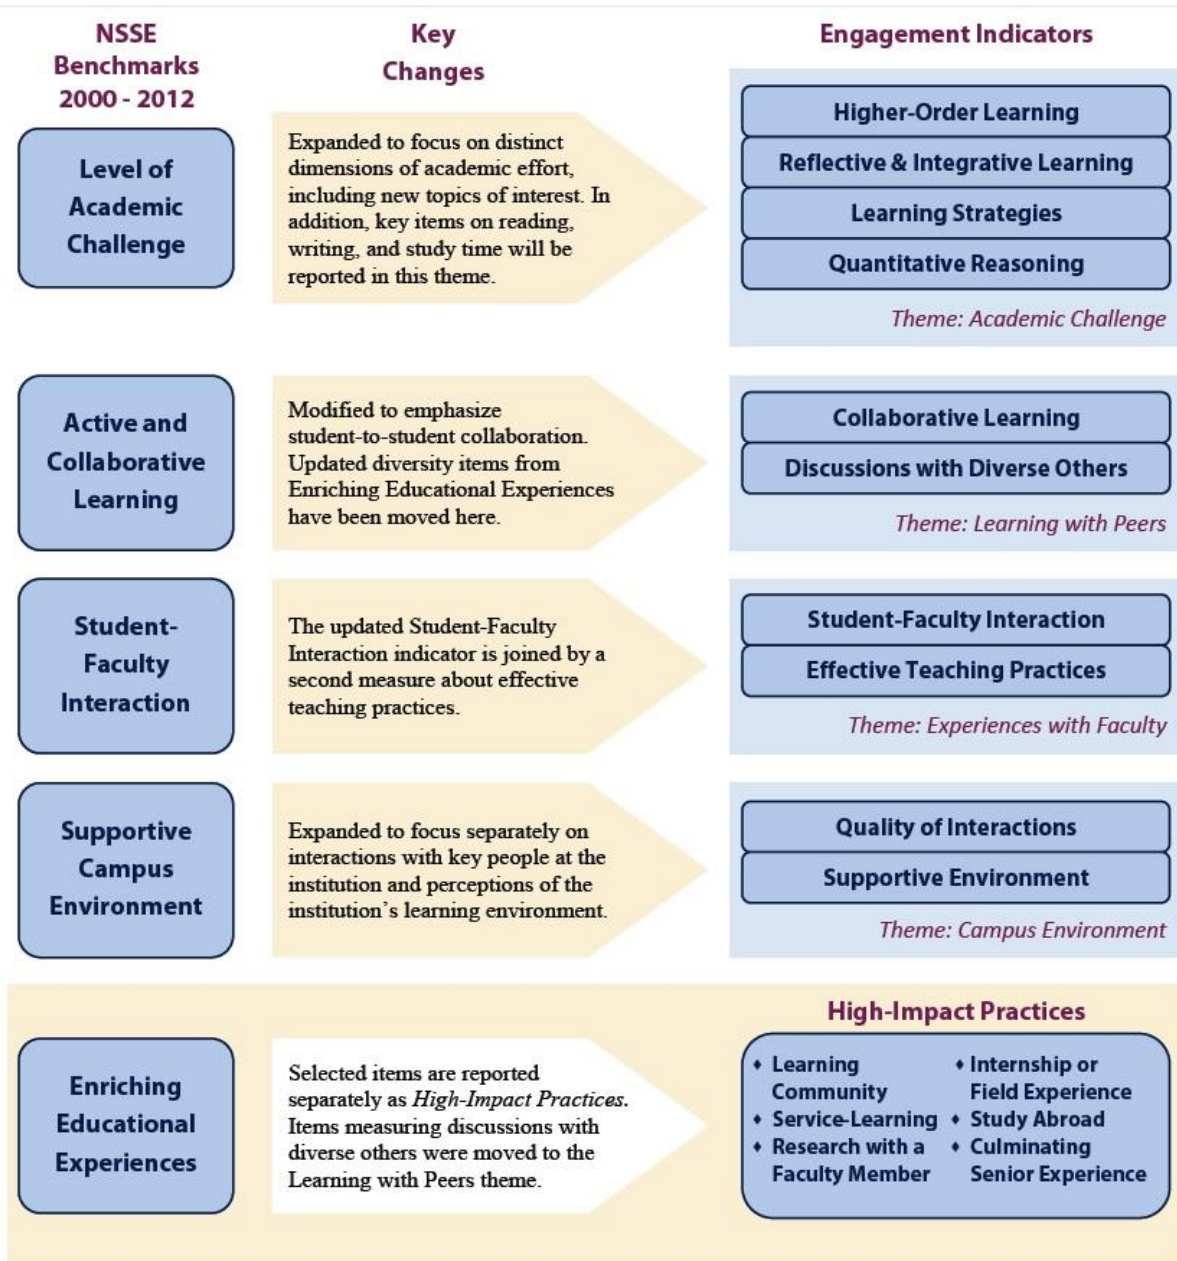 NSSE
Benchmarks
2000 - 2012
Key
Changes
Engagement Indicators
Level of
Academic
Challenge
Expanded to focus on distinct
dimensions of academic effort,
including new topics of interest. In
addition, key items on reading,
writing, and study time will be
reported in this theme.
Higher-Order Learning
Reflective & Integrative Learning
Learning Strategies
Quantitative Reasoning
Theme: Academic Challenge
Active and
Collaborative
Learning
Modified to emphasize
student-to-student collaboration.
Updated diversity items from
Enriching Educational Experiences
have been moved here.
Collaborative Learning
Discussions with Diverse Others
Theme: Learning with Peers
Student-
Faculty
Interaction
The updated Student-Faculty
Interaction indicator is joined by a
second measure about effective
teaching practices.
Student-Faculty Interaction
Effective Teaching Practices
Theme: Experiences with Faculty
Supportive
Campus
Environment
Expanded to focus separately on
interactions with key people at the
institution and perceptions of the
institution's learning environment.
Quality of Interactions
Supportive Environment
Theme: Campus Environment
Enriching
Educational
Experiences
Selected items are reported
separately as High-Impact Practices.
Items measuring discussions with
diverse others were moved to the
Learning with Peers theme.
High-Impact Practices
♦ Learning
Community
♦ Service-Learning
♦ Research with a
Faculty Member
♦ Internship or
Field Experience
♦ Study Abroad
♦ Culminating
Senior Experience